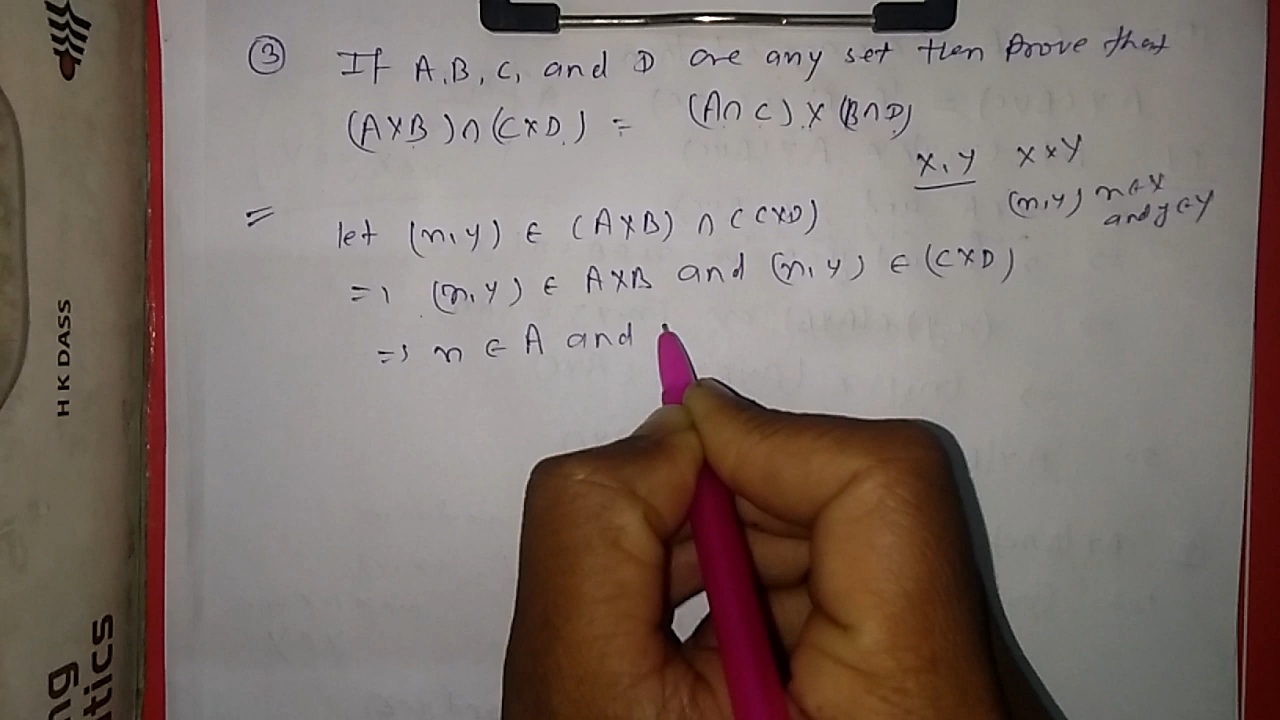 ③ If A, B, C, and D are any set then Prove that
(A×B)∩(C×D) = (A∩C)×(B∩D)
X, Y X×Y
(x,y) x∈X
and y∈Y
= let (x,y) ∈ (A×B) ∩ (C×D)
⇒ (x,y) ∈ A×B and (x,y) ∈ (C×D)
⇒ x ∈ A and
H K DASS